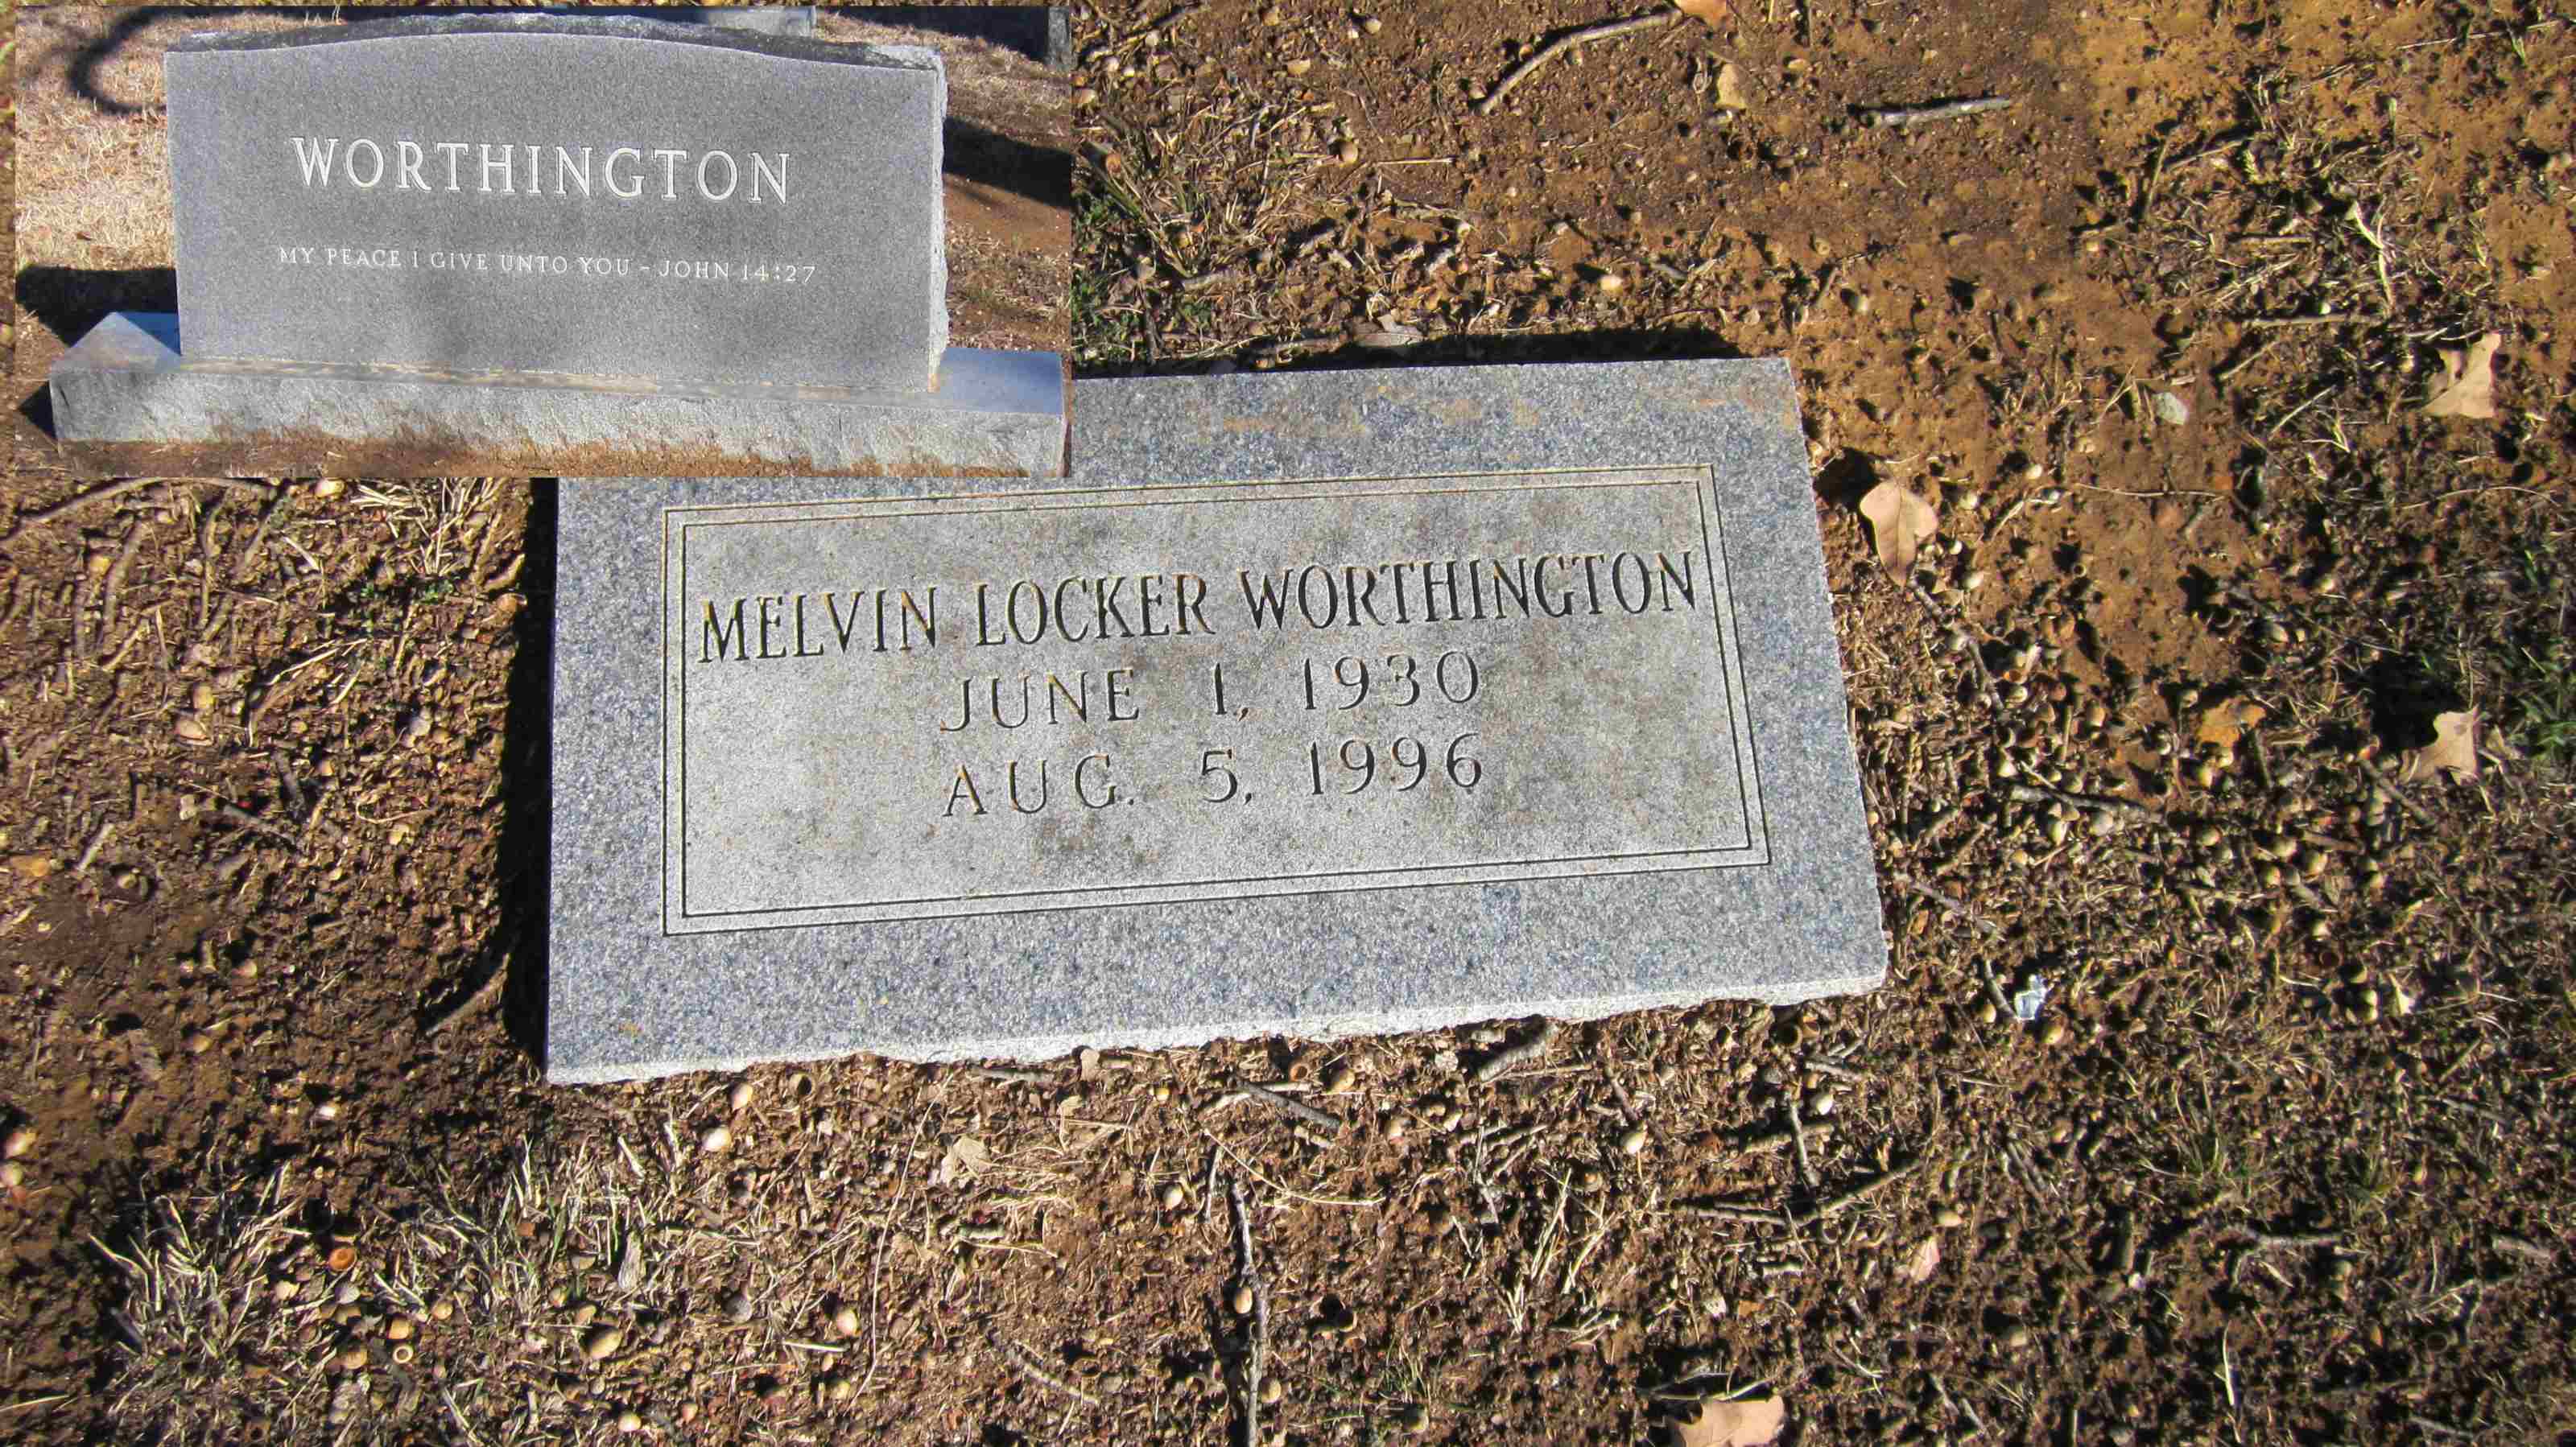 WORTHINGTON
MY PEACE I GIVE UNTO YOU - JOHN 14:27
MELVIN LOCKER WORTHINGTON
JUNE 1, 1930
AUG. 5, 1996